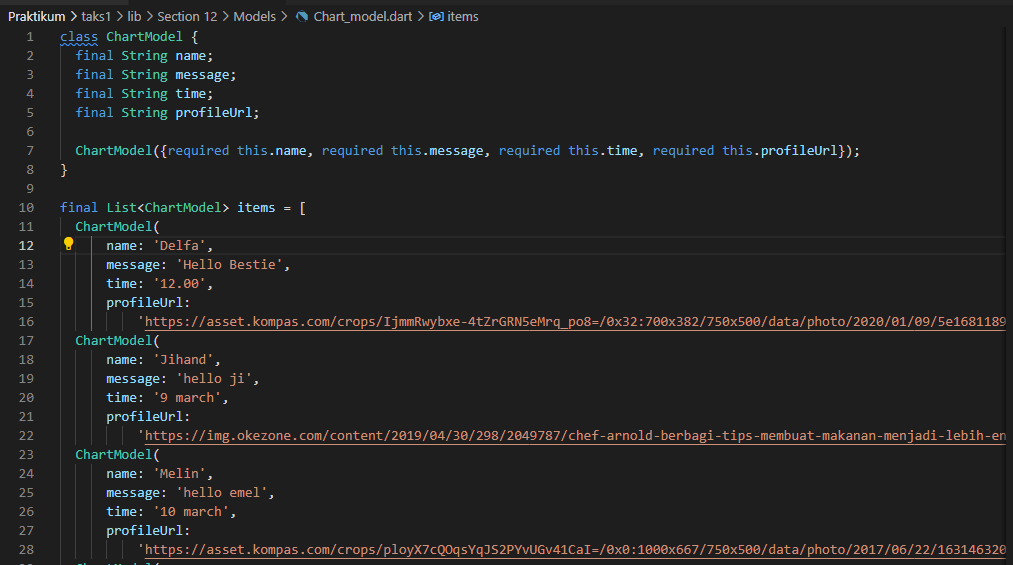 Praktikum > taks1 > lib > Section 12 > Models > Chart_model.dart > items
1 class ChartModel {
2 final String name;
3 final String message;
4 final String time;
5 final String profileUrl;
6
7 ChartModel({required this.name, required this.message, required this.time, required this.profileUrl});
8 }
9
10 final List<ChartModel> items = [
11 ChartModel(
12 name: 'Delfa',
13 message: 'Hello Bestie',
14 time: '12.00',
15 profileUrl:
16 'https://asset.kompas.com/crops/IjmmRwybxe-4tZrGRN5eMrq_po8=/0x32:700x382/750x500/data/photo/2020/01/09/5e1681189
17 ChartModel(
18 name: 'Jihand',
19 message: 'hello ji',
20 time: '9 march',
21 profileUrl:
22 'https://img.okezone.com/content/2019/04/30/298/2049787/chef-arnold-berbagi-tips-membuat-makanan-menjadi-lebih-en
23 ChartModel(
24 name: 'Melin',
25 message: 'hello emel',
26 time: '10 march',
27 profileUrl:
28 'https://asset.kompas.com/crops/ployX7cQOqsYqJS2PYvUGv41CaI=/0x0:1000x667/750x500/data/photo/2017/06/22/163146320